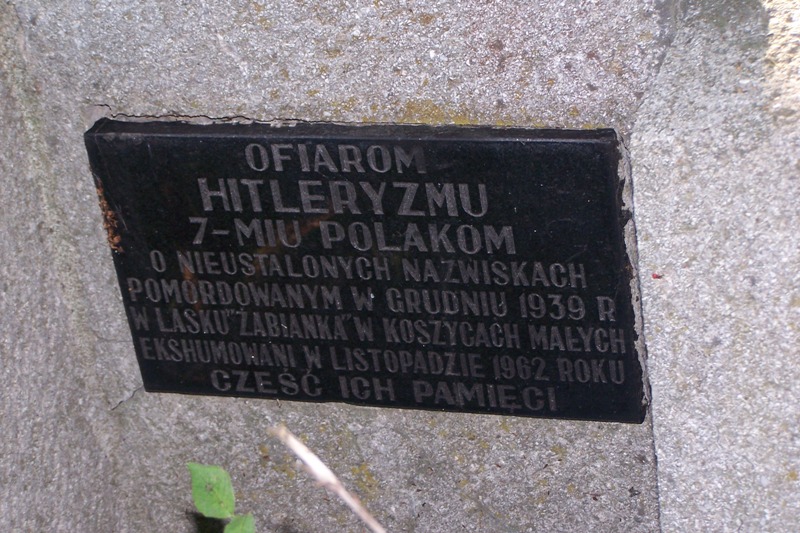 OFIAROM
HITLERYZMU
7-MIU POLAKOM
O NIEUSTALONYCH NAZWISKACH
POMORDOWANYM W GRUDNIU 1939 R
W LASKU "ŻABIANKA" W KOSZYCACH MAŁYCH
EKSHUMOWANI W LISTOPADZIE 1962 ROKU
CZEŚĆ ICH PAMIĘCI